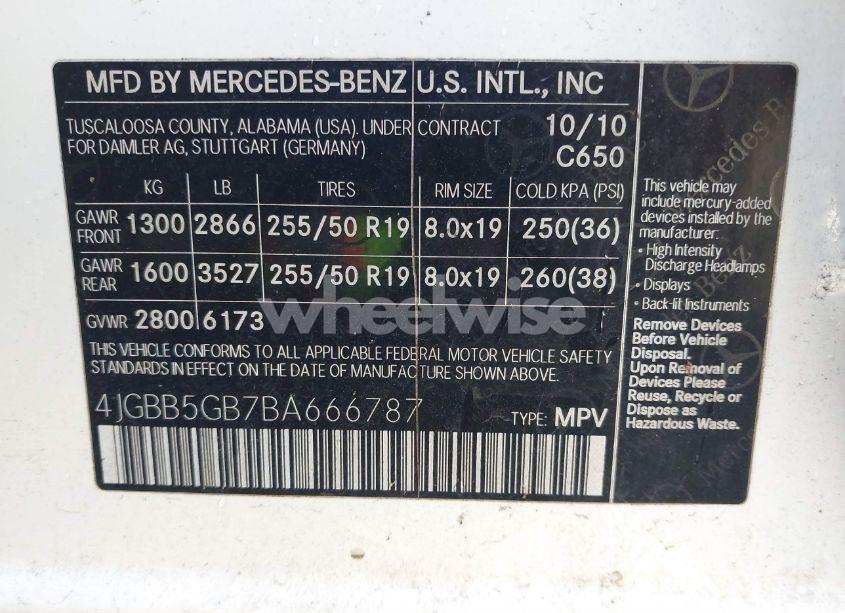 MFD BY MERCEDES-BENZ U.S. INTL., INC
TUSCALOOSA COUNTY, ALABAMA (USA). UNDER CONTRACT 10/10
FOR DAIMLER AG, STUTTGART (GERMANY) C650
KG LB TIRES RIM SIZE COLD KPA (PSI)
GAWR FRONT 1300 2866 255/50 R19 8.0x19 250(36)
GAWR REAR 1600 3527 255/50 R19 8.0x19 260(38)
GVWR 2800 6173
wheelwise
THIS VEHICLE CONFORMS TO ALL APPLICABLE FEDERAL MOTOR VEHICLE SAFETY
STANDARDS IN EFFECT ON THE DATE OF MANUFACTURE SHOWN ABOVE.
4JGBB5GB7BA666787 TYPE: MPV
This vehicle may
include mercury-added
devices installed by the
manufacturer:
• High Intensity
Discharge Headlamps
• Displays
• Back-lit Instruments
Remove Devices
Before Vehicle
Disposal.
Upon Removal of
Devices Please
Reuse, Recycle or
Dispose as
Hazardous Waste.